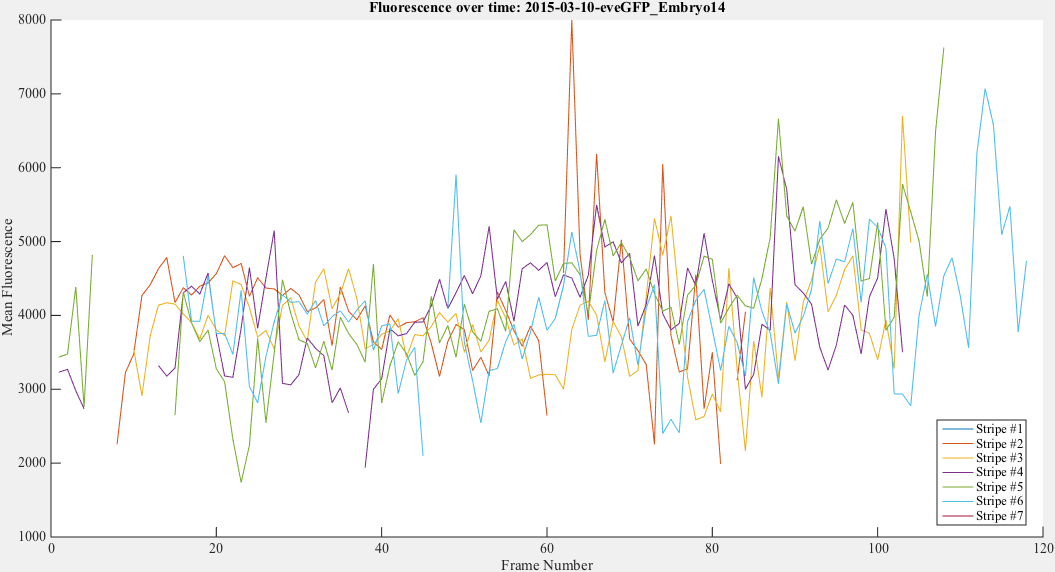 Fluorescence over time: 2015-03-10-eveGFP_Embryo14
Mean Fluorescence
8000
7000
6000
5000
4000
3000
2000
1000
0
20
40
60
80
100
120
Frame Number
Stripe #1
Stripe #2
Stripe #3
Stripe #4
Stripe #5
Stripe #6
Stripe #7